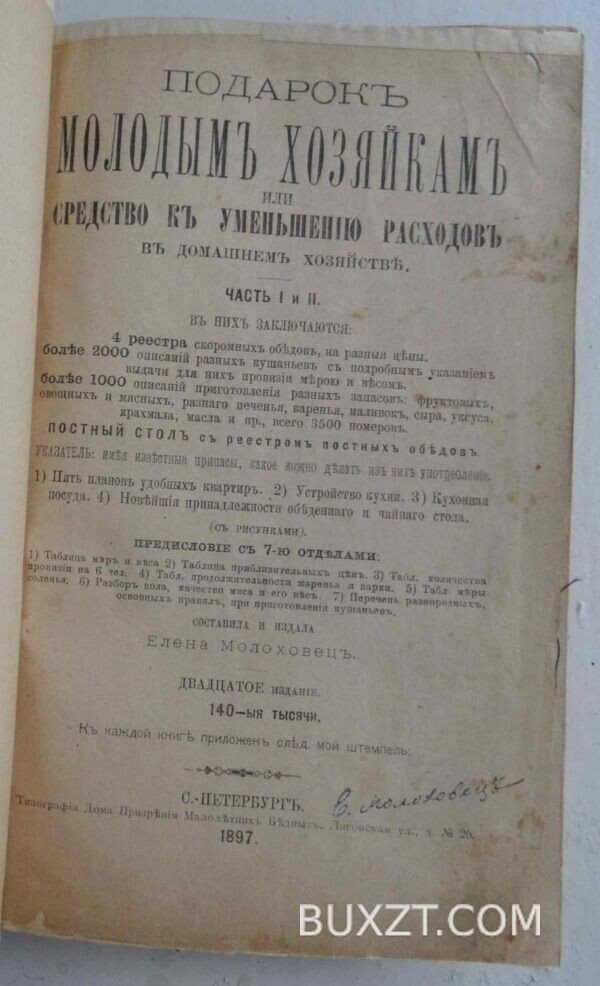 ПОДАРОКЪ
МОЛОДЫМЪ ХОЗЯЙКАМЪ
ИЛИ
СРЕДСТВО КЪ УМЕНЬШЕНІЮ РАСХОДОВЪ
ВЪ ДОМАШНЕМЪ ХОЗЯЙСТВѢ.
ЧАСТЬ I и II.
ВЪ НИХЪ ЗАКЛЮЧАЮТСЯ:
4 реестра скоромныхъ обѣдовъ, на разныя цѣны.
болѣе 2000 описаній разныхъ кушаньевъ съ подробнымъ указаніемъ
выдачи для нихъ провизіи мѣрою и вѣсомъ.
болѣе 1000 описаній приготовленія разныхъ запасовъ: фруктовыхъ,
овощныхъ и мясныхъ, разнаго печенья, варенья, наливокъ, сыра, уксуса,
крахмала, масла и пр., всего 3500 номеровъ.
ПОСТНЫЙ СТОЛЪ съ реестромъ постныхъ обѣдовъ.
УКАЗАТЕЛЬ: имѣя извѣстные припасы, какое можно дѣлать изъ нихъ употребленіе.
1) Пять плановъ удобныхъ квартиръ. 2) Устройство кухни. 3) Кухонная
посуда. 4) Новѣйшія принадлежности обѣденнаго и чайнаго стола.
(СЪ РИСУНКАМИ).
ПРЕДИСЛОВІЕ СЪ 7-Ю ОТДѢЛАМИ:
1) Таблица мѣръ и вѣса 2) Таблица приблизительныхъ цѣнъ. 3) Табл. количества
провизіи на 6 чел. 4) Табл. продолжительности жаренья и варки. 5) Табл мѣры
соленья. 6) Разборъ вола, качество мяса и его вѣсъ. 7) Перечень разнородныхъ,
основныхъ правилъ, при приготовленіи кушаньевъ.
СОСТАВИЛА И ИЗДАЛА
Елена Молоховецъ.
ДВАДЦАТОЕ ИЗДАНІЕ.
140-ЫЯ ТЫСЯЧИ.
Къ каждой книгѣ приложенъ слѣд. мой штемпель:
С.-ПЕТЕРБУРГЪ.
Е. Молоховецъ
Типографія Дома Призрѣнія Малолѣтнихъ Бѣдныхъ. Лиговская ул., д. № 26.
1897.
BUXZT.COM